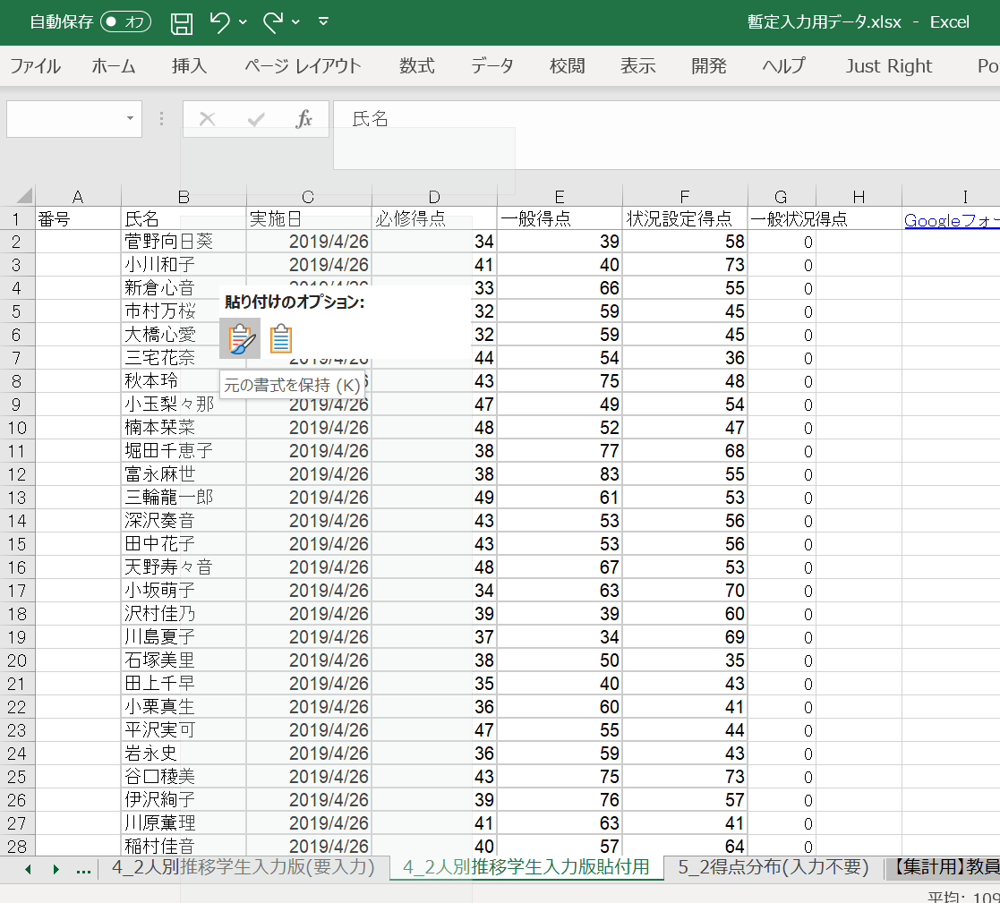 自動保存 オフ 暫定入力用データ.xlsx - Excel
ファイル ホーム 挿入 ページ レイアウト 数式 データ 校閲 表示 開発 ヘルプ Just Right Po
fx 氏名
A B C D E F G H I
1 番号 氏名 実施日 必修得点 一般得点 状況設定得点 一般状況得点 Googleフォー
2 菅野向日葵 2019/4/26 34 39 58 0
3 小川和子 2019/4/26 41 40 73 0
4 新倉心音 33 66 55 0
貼り付けのオプション:
5 市村万桜 32 59 45 0
6 大橋心愛 32 59 45 0
7 三宅花奈 2019/4/26 44 54 36 0
8 秋本玲 43 75 48 0
元の書式を保持 (K)
9 小玉梨々那 2019/4/26 47 49 54 0
10 楠本栞菜 2019/4/26 48 52 47 0
11 堀田千恵子 2019/4/26 38 77 68 0
12 富永麻世 2019/4/26 38 83 55 0
13 三輪龍一郎 2019/4/26 49 61 53 0
14 深沢奏音 2019/4/26 43 53 56 0
15 田中花子 2019/4/26 43 53 56 0
16 天野寿々音 2019/4/26 48 67 53 0
17 小坂萌子 2019/4/26 34 63 70 0
18 沢村佳乃 2019/4/26 39 39 60 0
19 川島夏子 2019/4/26 37 34 69 0
20 石塚美里 2019/4/26 38 50 35 0
21 田上千早 2019/4/26 35 40 43 0
22 小栗真生 2019/4/26 36 60 41 0
23 平沢実可 2019/4/26 47 55 44 0
24 岩永史 2019/4/26 36 59 43 0
25 谷口稜美 2019/4/26 43 75 73 0
26 伊沢絢子 2019/4/26 39 76 57 0
27 川原薫理 2019/4/26 41 63 41 0
28 稲村佳音 2019/4/26 40 57 64 0
... 4_2人別推移学生入力版(要入力) 4_2人別推移学生入力版貼付用 5_2得点分布(入力不要) 【集計用】教員
平均: 109